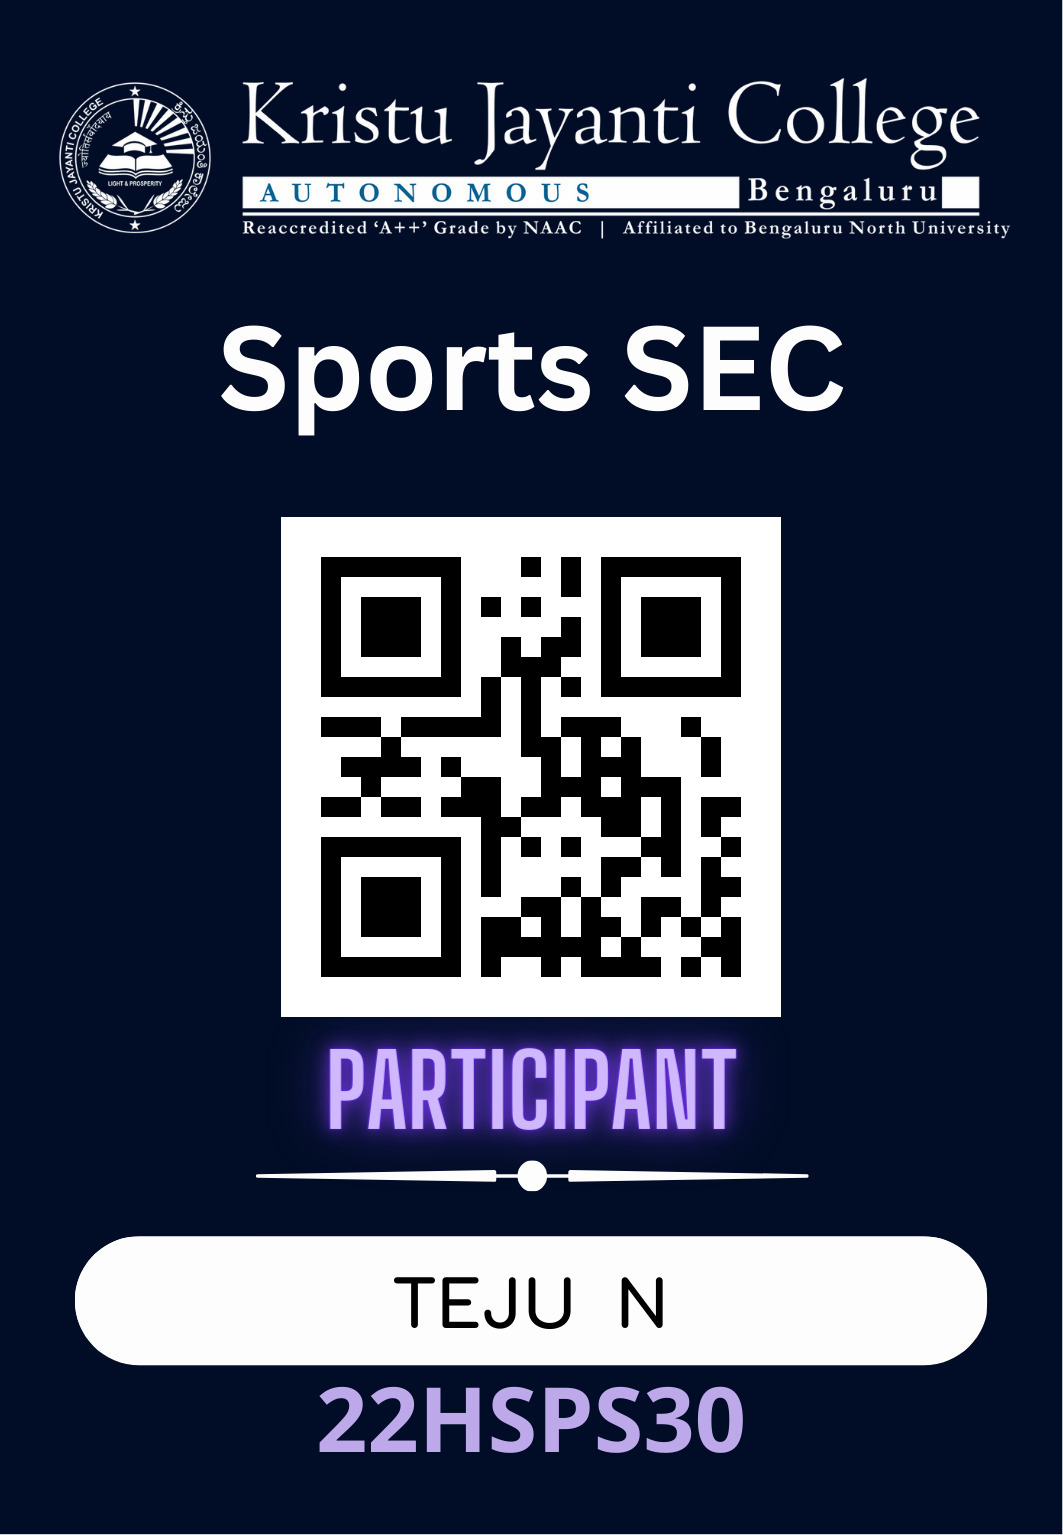 KRISTU JAYANTI COLLEGE
ಕ್ರಿಸ್ತು ಜಯಂತಿ ಕಾಲೇಜು
LIGHT & PROSPERITY
Kristu Jayanti College
AUTONOMOUS Bengaluru
Reaccredited ‘A++’ Grade by NAAC | Affiliated to Bengaluru North University
Sports SEC
PARTICIPANT
TEJU N
22HSPS30